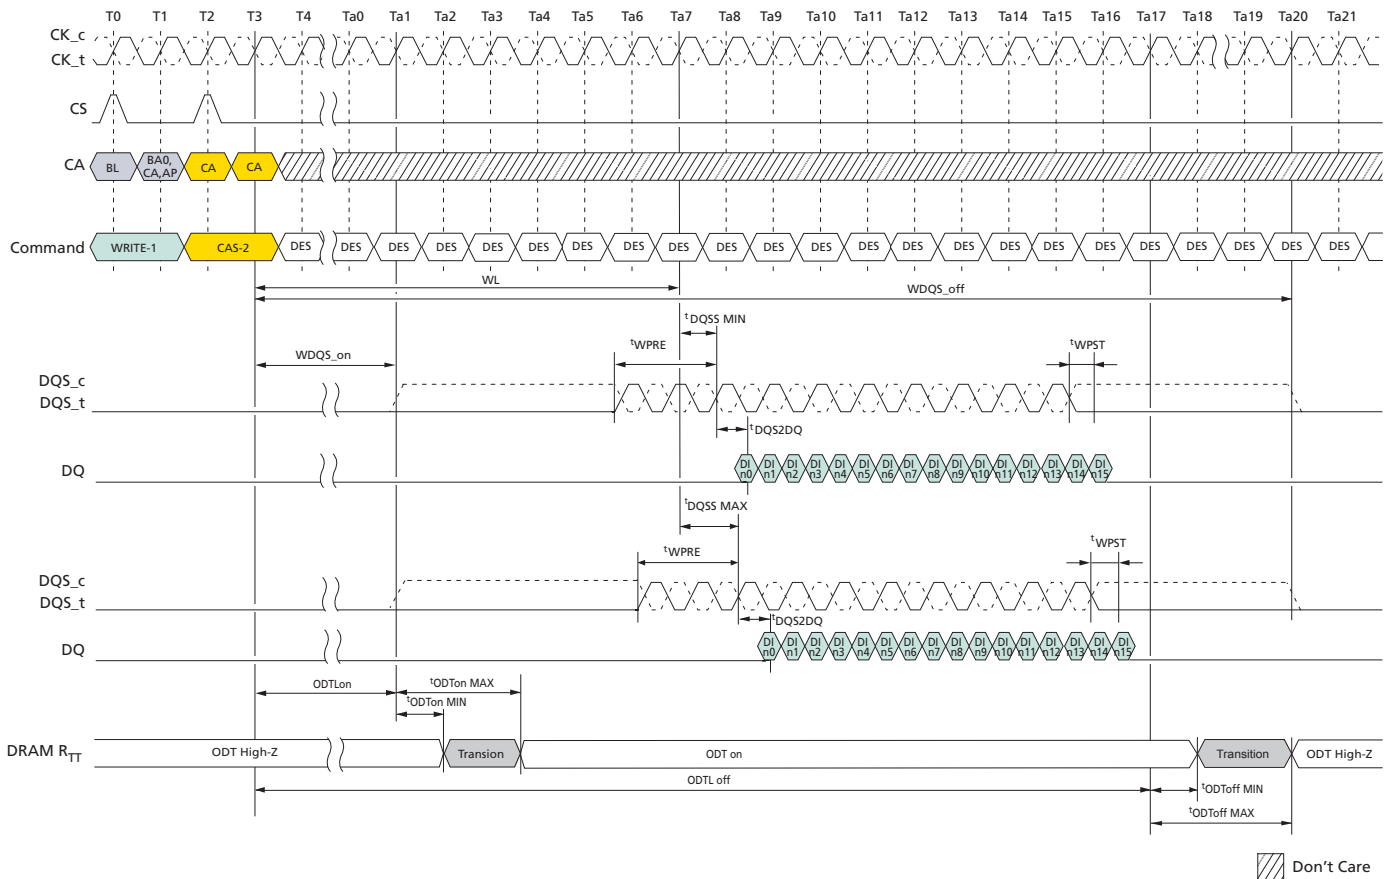 T0 T1 T2 T3 T4 Ta0 Ta1 Ta2 Ta3 Ta4 Ta5 Ta6 Ta7 Ta8 Ta9 Ta10 Ta11 Ta12 Ta13 Ta14 Ta15 Ta16 Ta17 Ta18 Ta19 Ta20 Ta21
CK_c
CK_t
CS
CA BL BA0, CA,AP CA CA
Command WRITE-1 CAS-2 DES DES DES DES DES DES DES DES DES DES DES DES DES DES DES DES DES DES DES DES DES DES DES
WL
WDQS_off
tDQSS MIN
WDQS_on tWPRE tWPST
DQS_c
DQS_t
tDQS2DQ
DQ DI n0 DI n1 DI n2 DI n3 DI n4 DI n5 DI n6 DI n7 DI n8 DI n9 DI n10 DI n11 DI n12 DI n13 DI n14 DI n15
tDQSS MAX
tWPRE tWPST
DQS_c
DQS_t
tDQS2DQ
DQ DI n0 DI n1 DI n2 DI n3 DI n4 DI n5 DI n6 DI n7 DI n8 DI n9 DI n10 DI n11 DI n12 DI n13 DI n14 DI n15
ODTLon tODTon MAX
tODTon MIN
DRAM RTT ODT High-Z Transion ODT on Transition ODT High-Z
ODTL off tODToff MIN
tODToff MAX
Don't Care